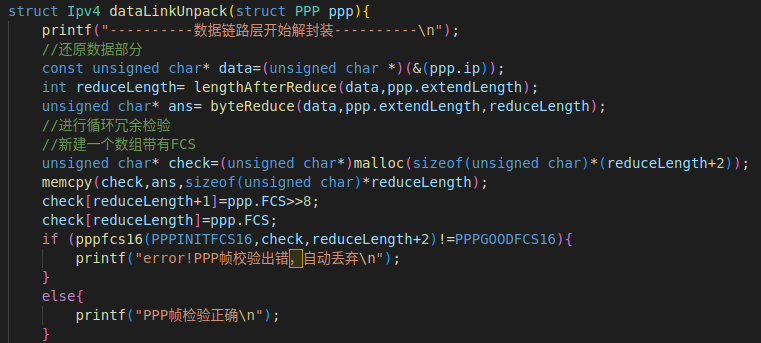 struct Ipv4 dataLinkUnpack(struct PPP ppp){
    printf("----------数据链路层开始解封装----------\n");
    //还原数据部分
    const unsigned char* data=(unsigned char *)(&(ppp.ip));
    int reduceLength= lengthAfterReduce(data,ppp.extendLength);
    unsigned char* ans= byteReduce(data,ppp.extendLength,reduceLength);
    //进行循环冗余检验
    //新建一个数组带有FCS
    unsigned char* check=(unsigned char*)malloc(sizeof(unsigned char)*(reduceLength+2));
    memcpy(check,ans,sizeof(unsigned char)*reduceLength);
    check[reduceLength+1]=ppp.FCS>>8;
    check[reduceLength]=ppp.FCS;
    if (pppfcs16(PPPINITFCS16,check,reduceLength+2)!=PPPGOODFCS16){
        printf("error!PPP帧校验出错，自动丢弃\n");
    }
    else{
        printf("PPP帧检验正确\n");
    }